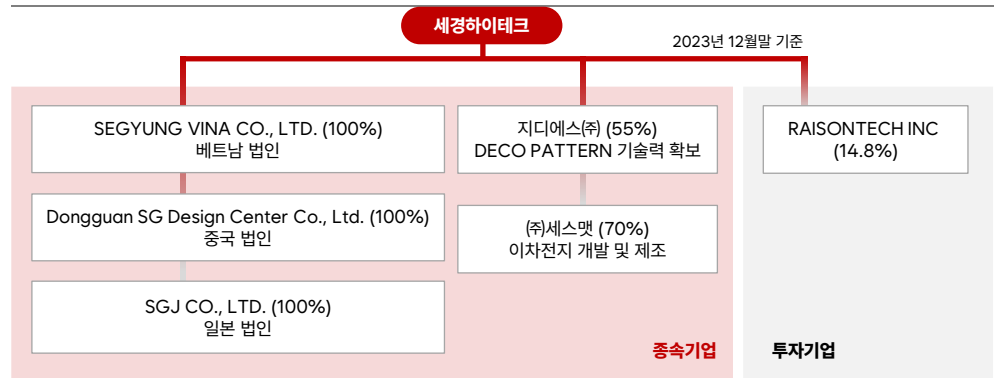 세경하이테크
2023년 12월말 기준
SEGYUNG VINA CO., LTD. (100%)
베트남 법인
Dongguan SG Design Center Co., Ltd. (100%)
중국 법인
SGJ CO., LTD. (100%)
일본 법인
지디에스㈜ (55%)
DECO PATTERN 기술력 확보
㈜세스맷 (70%)
이차전지 개발 및 제조
종속기업
RAISONTECH INC
(14.8%)
투자기업